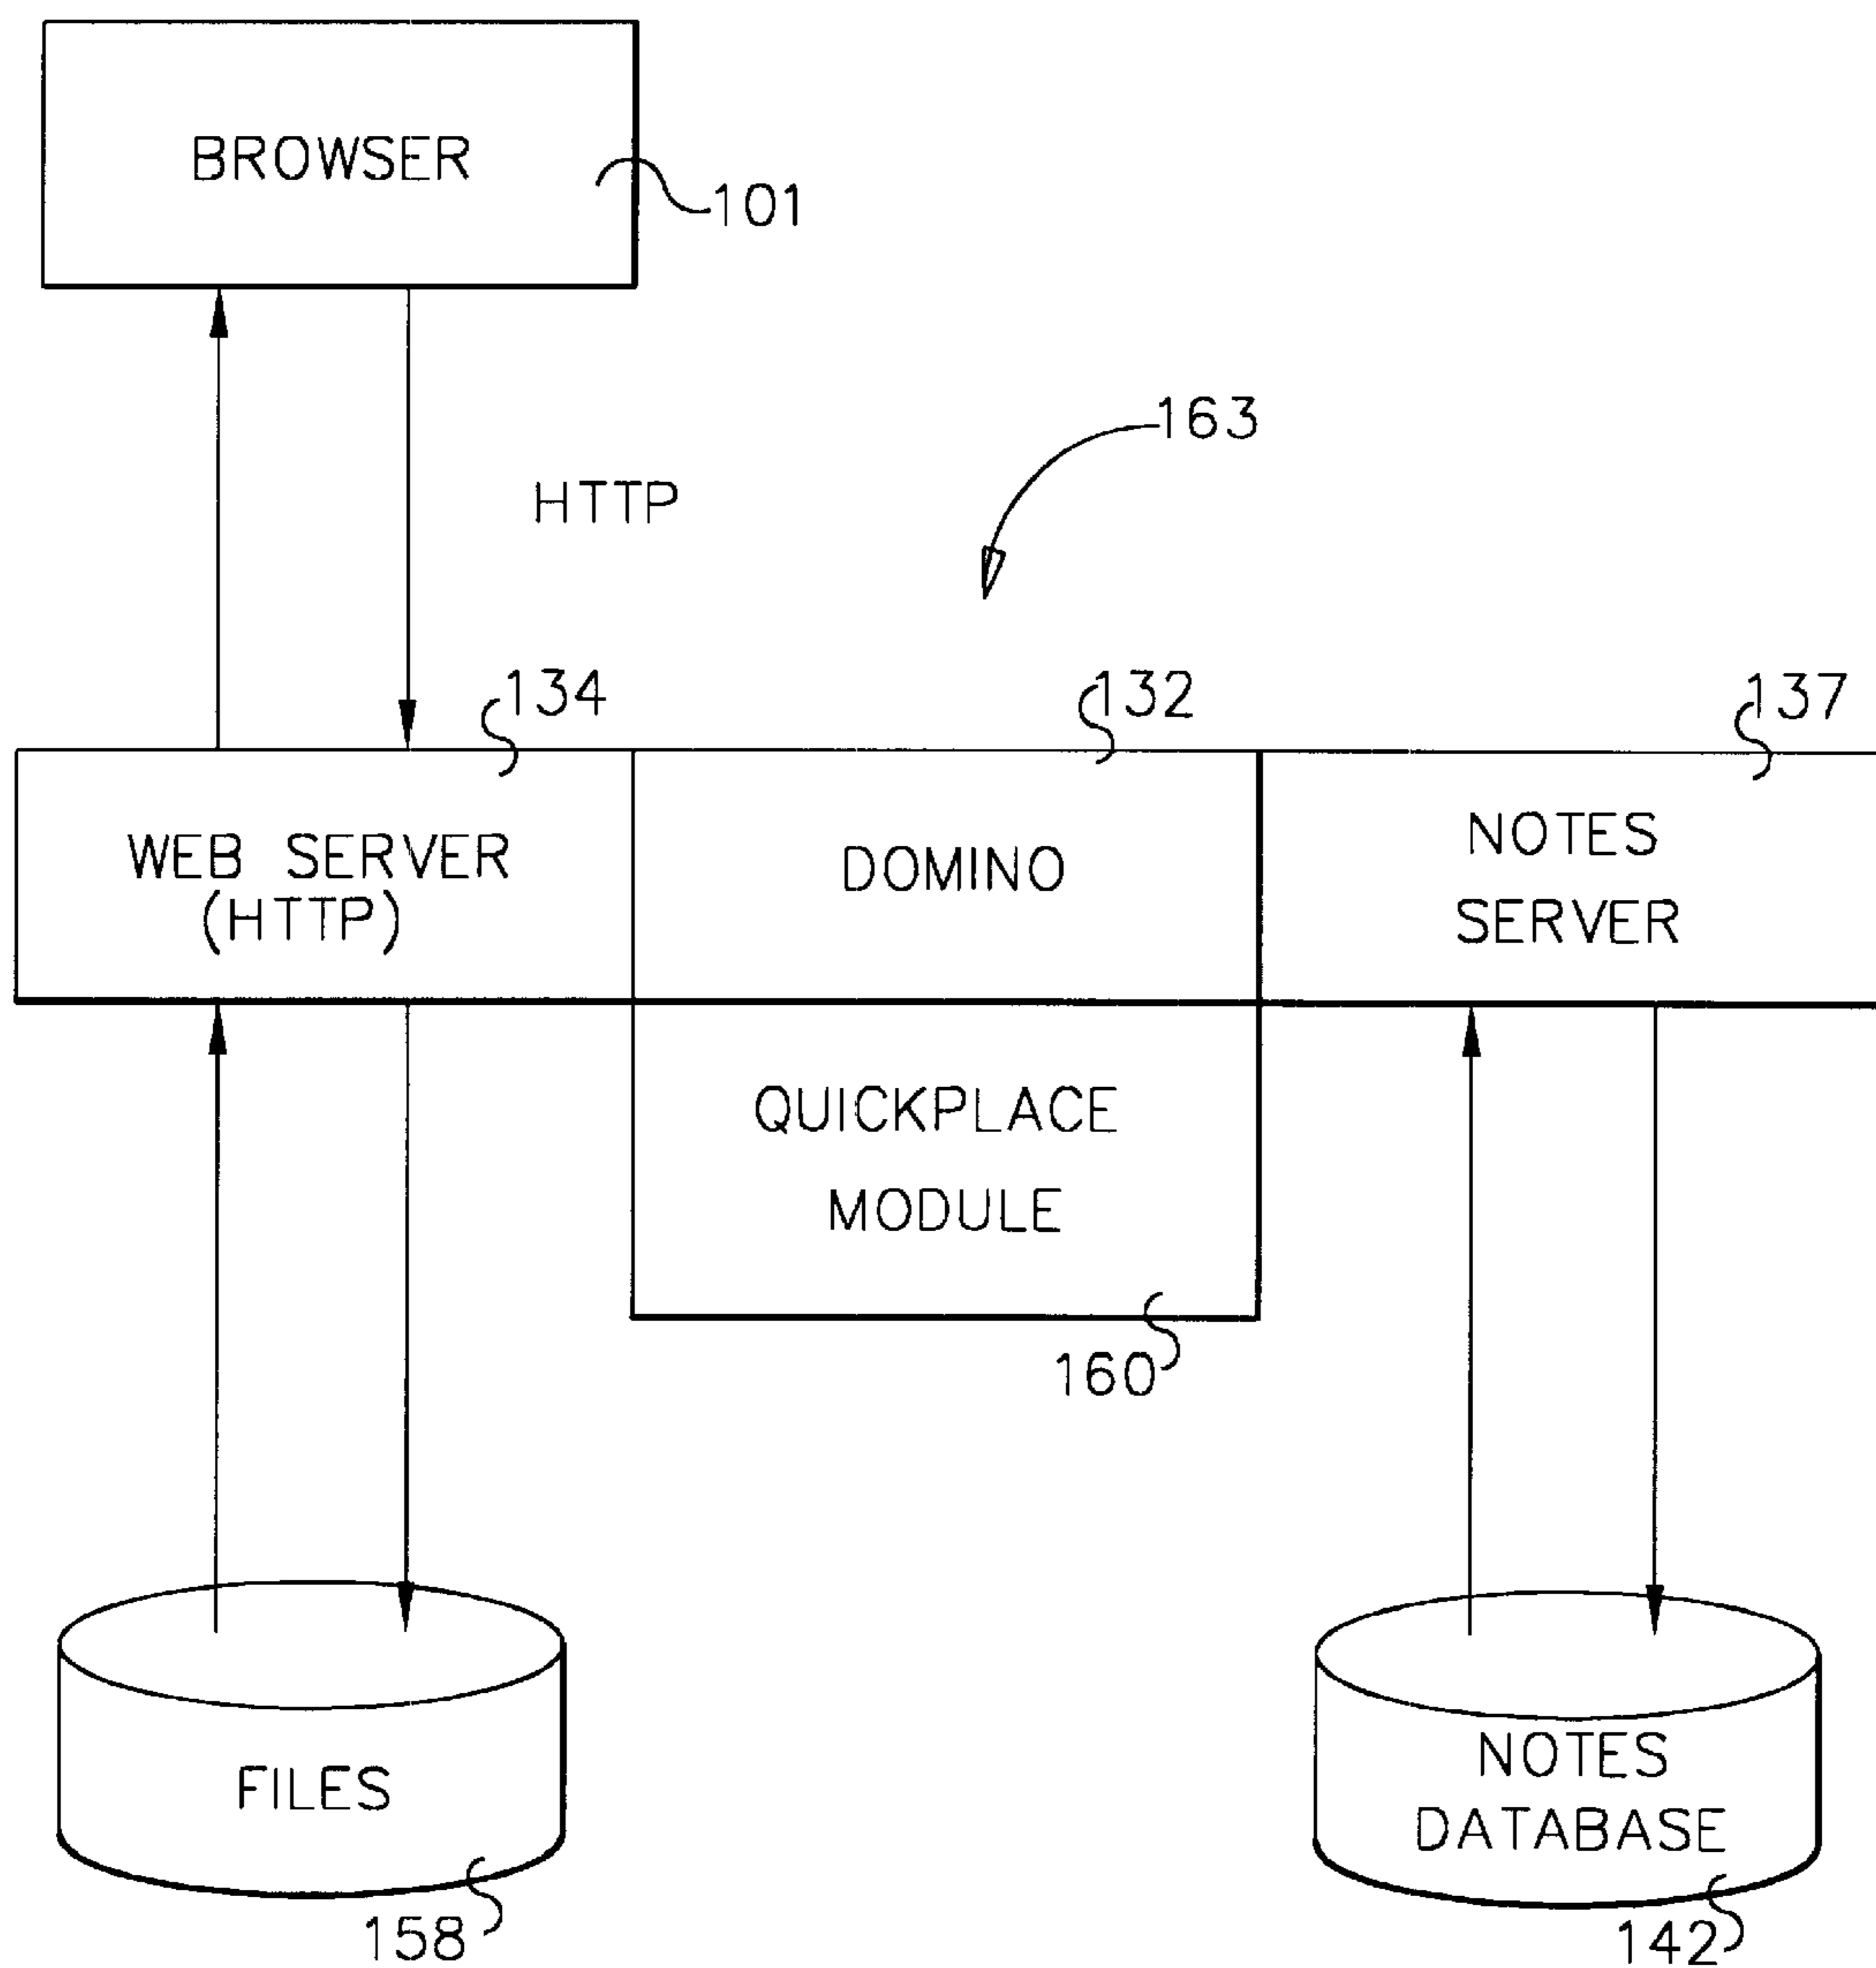 BROWSER
101
163
HTTP
134
132
137
WEB SERVER
(HTTP)
DOMINO
NOTES
SERVER
QUICKPLACE
MODULE
160
FILES
NOTES
DATABASE
158
142